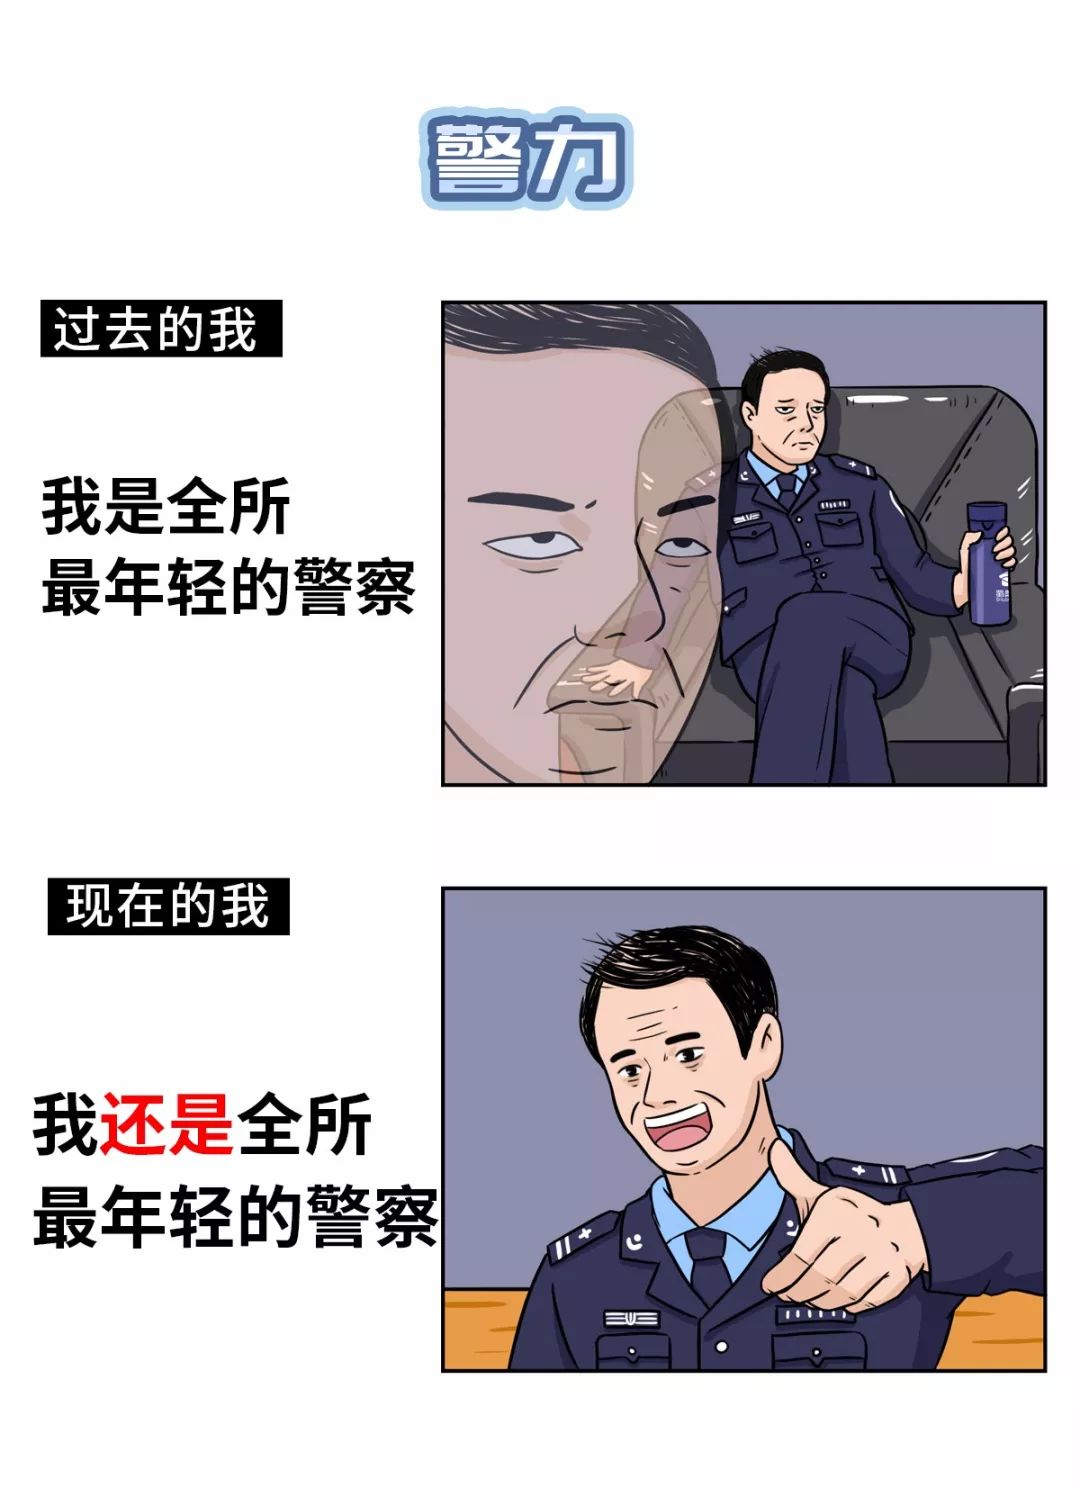 警力
过去的我
我是全所
最年轻的警察
现在的我
我还是全所
最年轻的警察